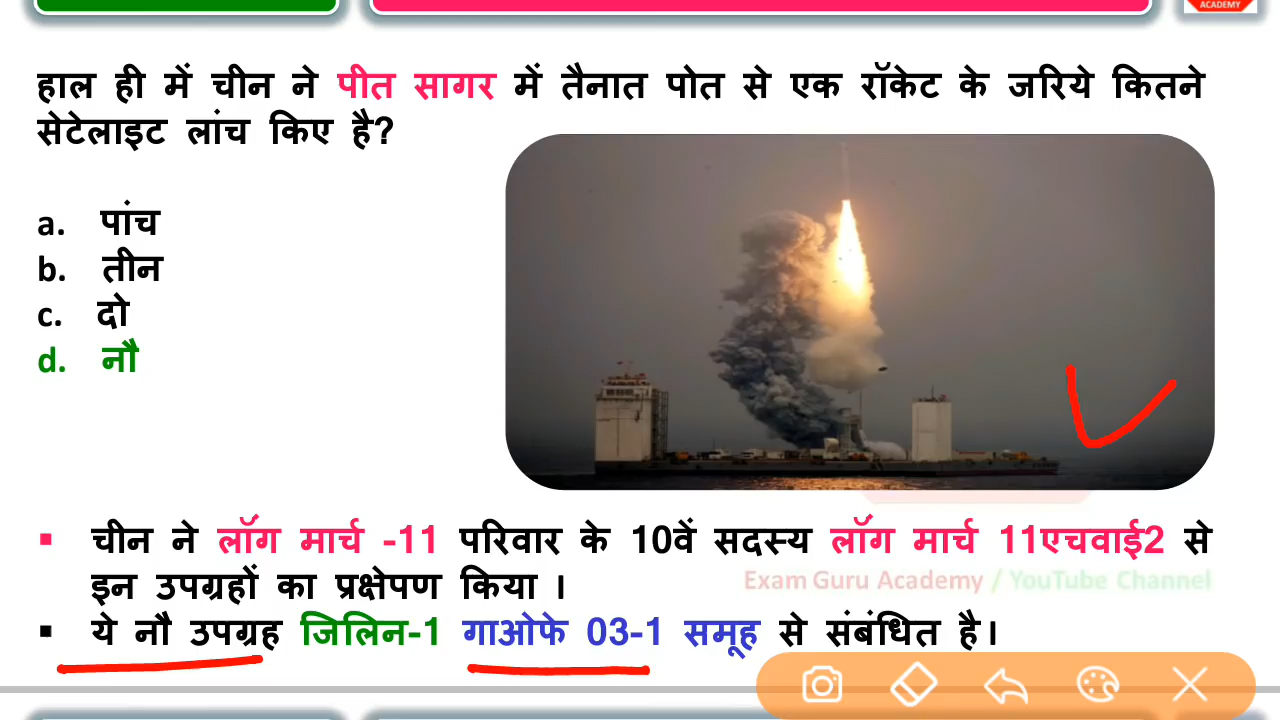 ACADEMY
हाल ही में चीन ने पीत सागर में तैनात पोत से एक रॉकेट के जरिये कितने
सेटेलाइट लांच किए है?
a. पांच
b. तीन
c. दो
d. नौ
▪ चीन ने लॉंग मार्च -11 परिवार के 10वें सदस्य लॉंग मार्च 11एचवाई2 से
इन उपग्रहों का प्रक्षेपण किया ।
Exam Guru Academy / YouTube Channel
▪ ये नौ उपग्रह जिलिन-1 गाओफे 03-1 समूह से संबंधित है।